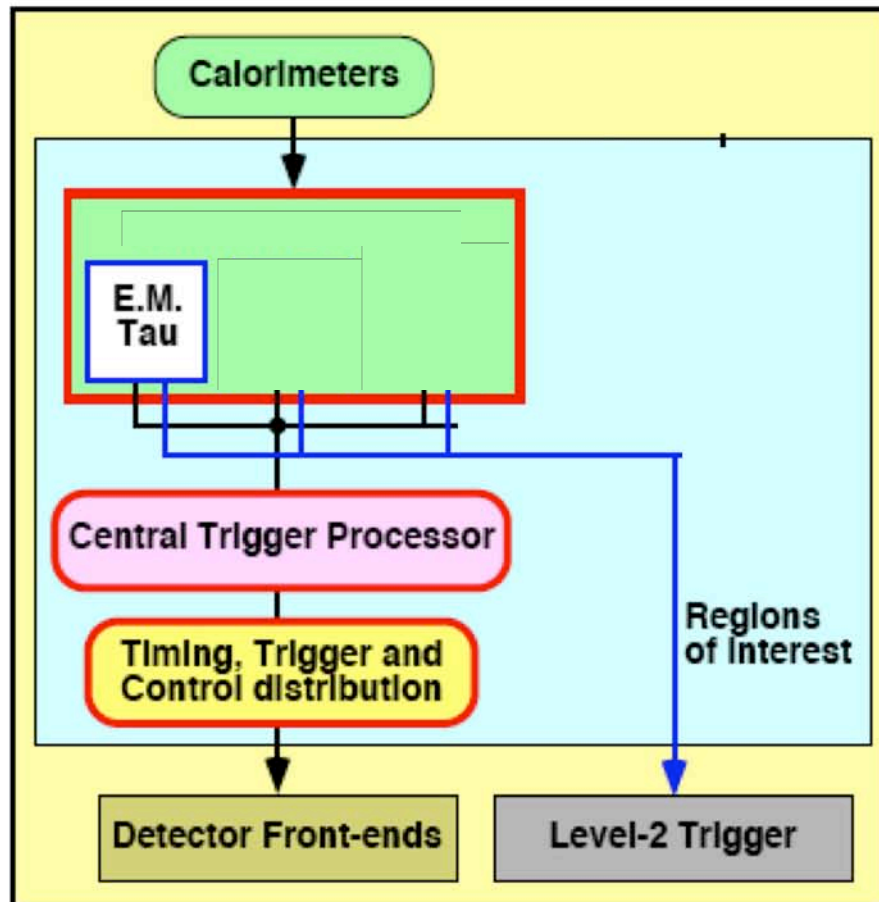 Calorimeters
E.M.
Tau
Central Trigger Processor
Timing, Trigger and
Control distribution
Regions
of Interest
Detector Front-ends
Level-2 Trigger